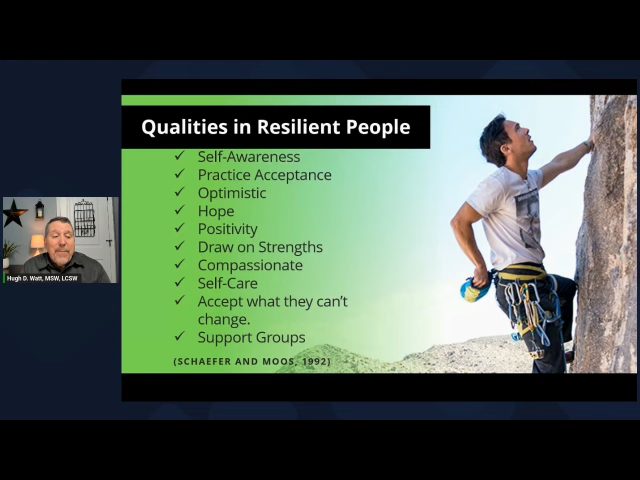 Qualities in Resilient People
✓ Self-Awareness
✓ Practice Acceptance
✓ Optimistic
✓ Hope
✓ Positivity
✓ Draw on Strengths
✓ Compassionate
✓ Self-Care
✓ Accept what they can't
change.
✓ Support Groups
(SCHAEFER AND MOOS, 1992)
Hugh D. Watt, MSW, LCSW